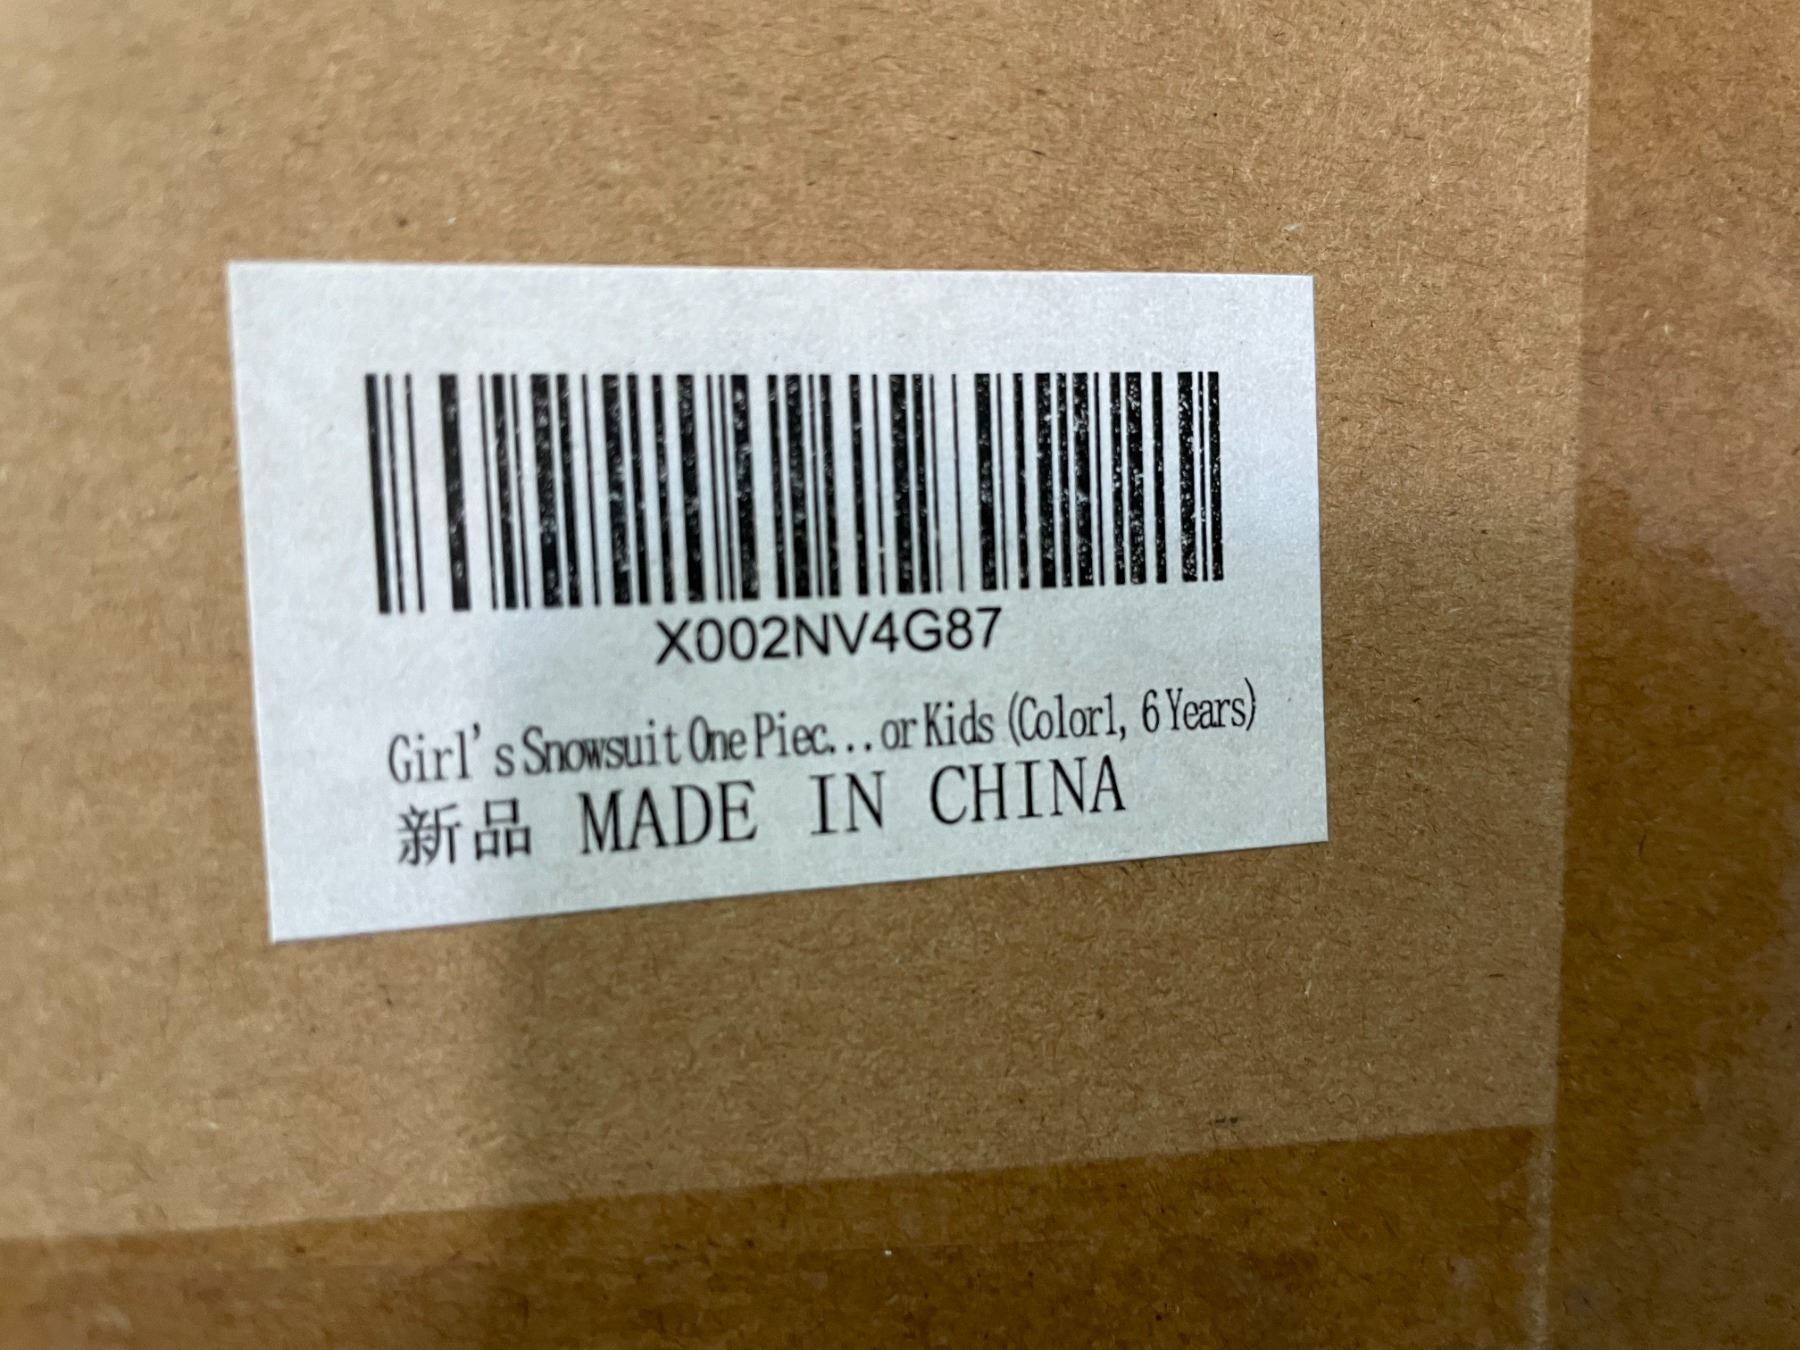 X002NV4G87
Girl's Snowsuit One Piec...or Kids (Color1, 6 Years)
新品 MADE IN CHINA